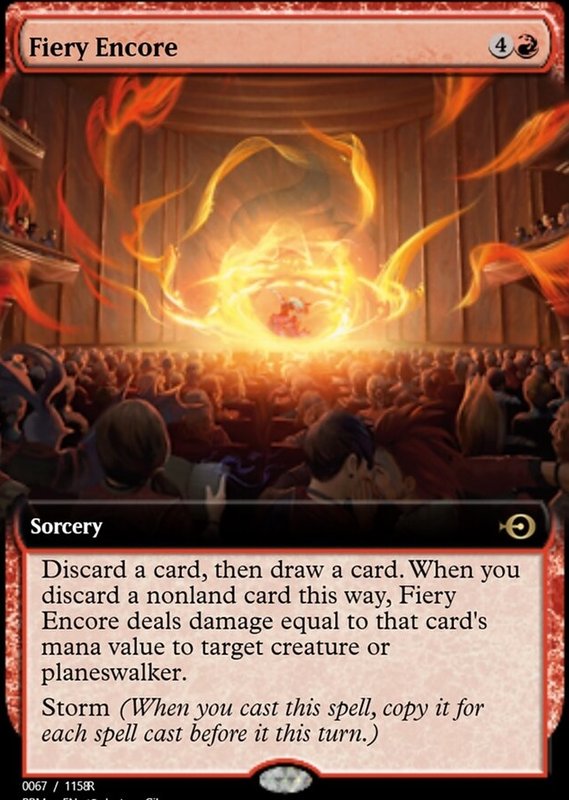 Fiery Encore 4
Sorcery
Discard a card, then draw a card. When you
discard a nonland card this way, Fiery
Encore deals damage equal to that card's
mana value to target creature or
planeswalker.
Storm (When you cast this spell, copy it for
each spell cast before it this turn.)
0067 / 1158R